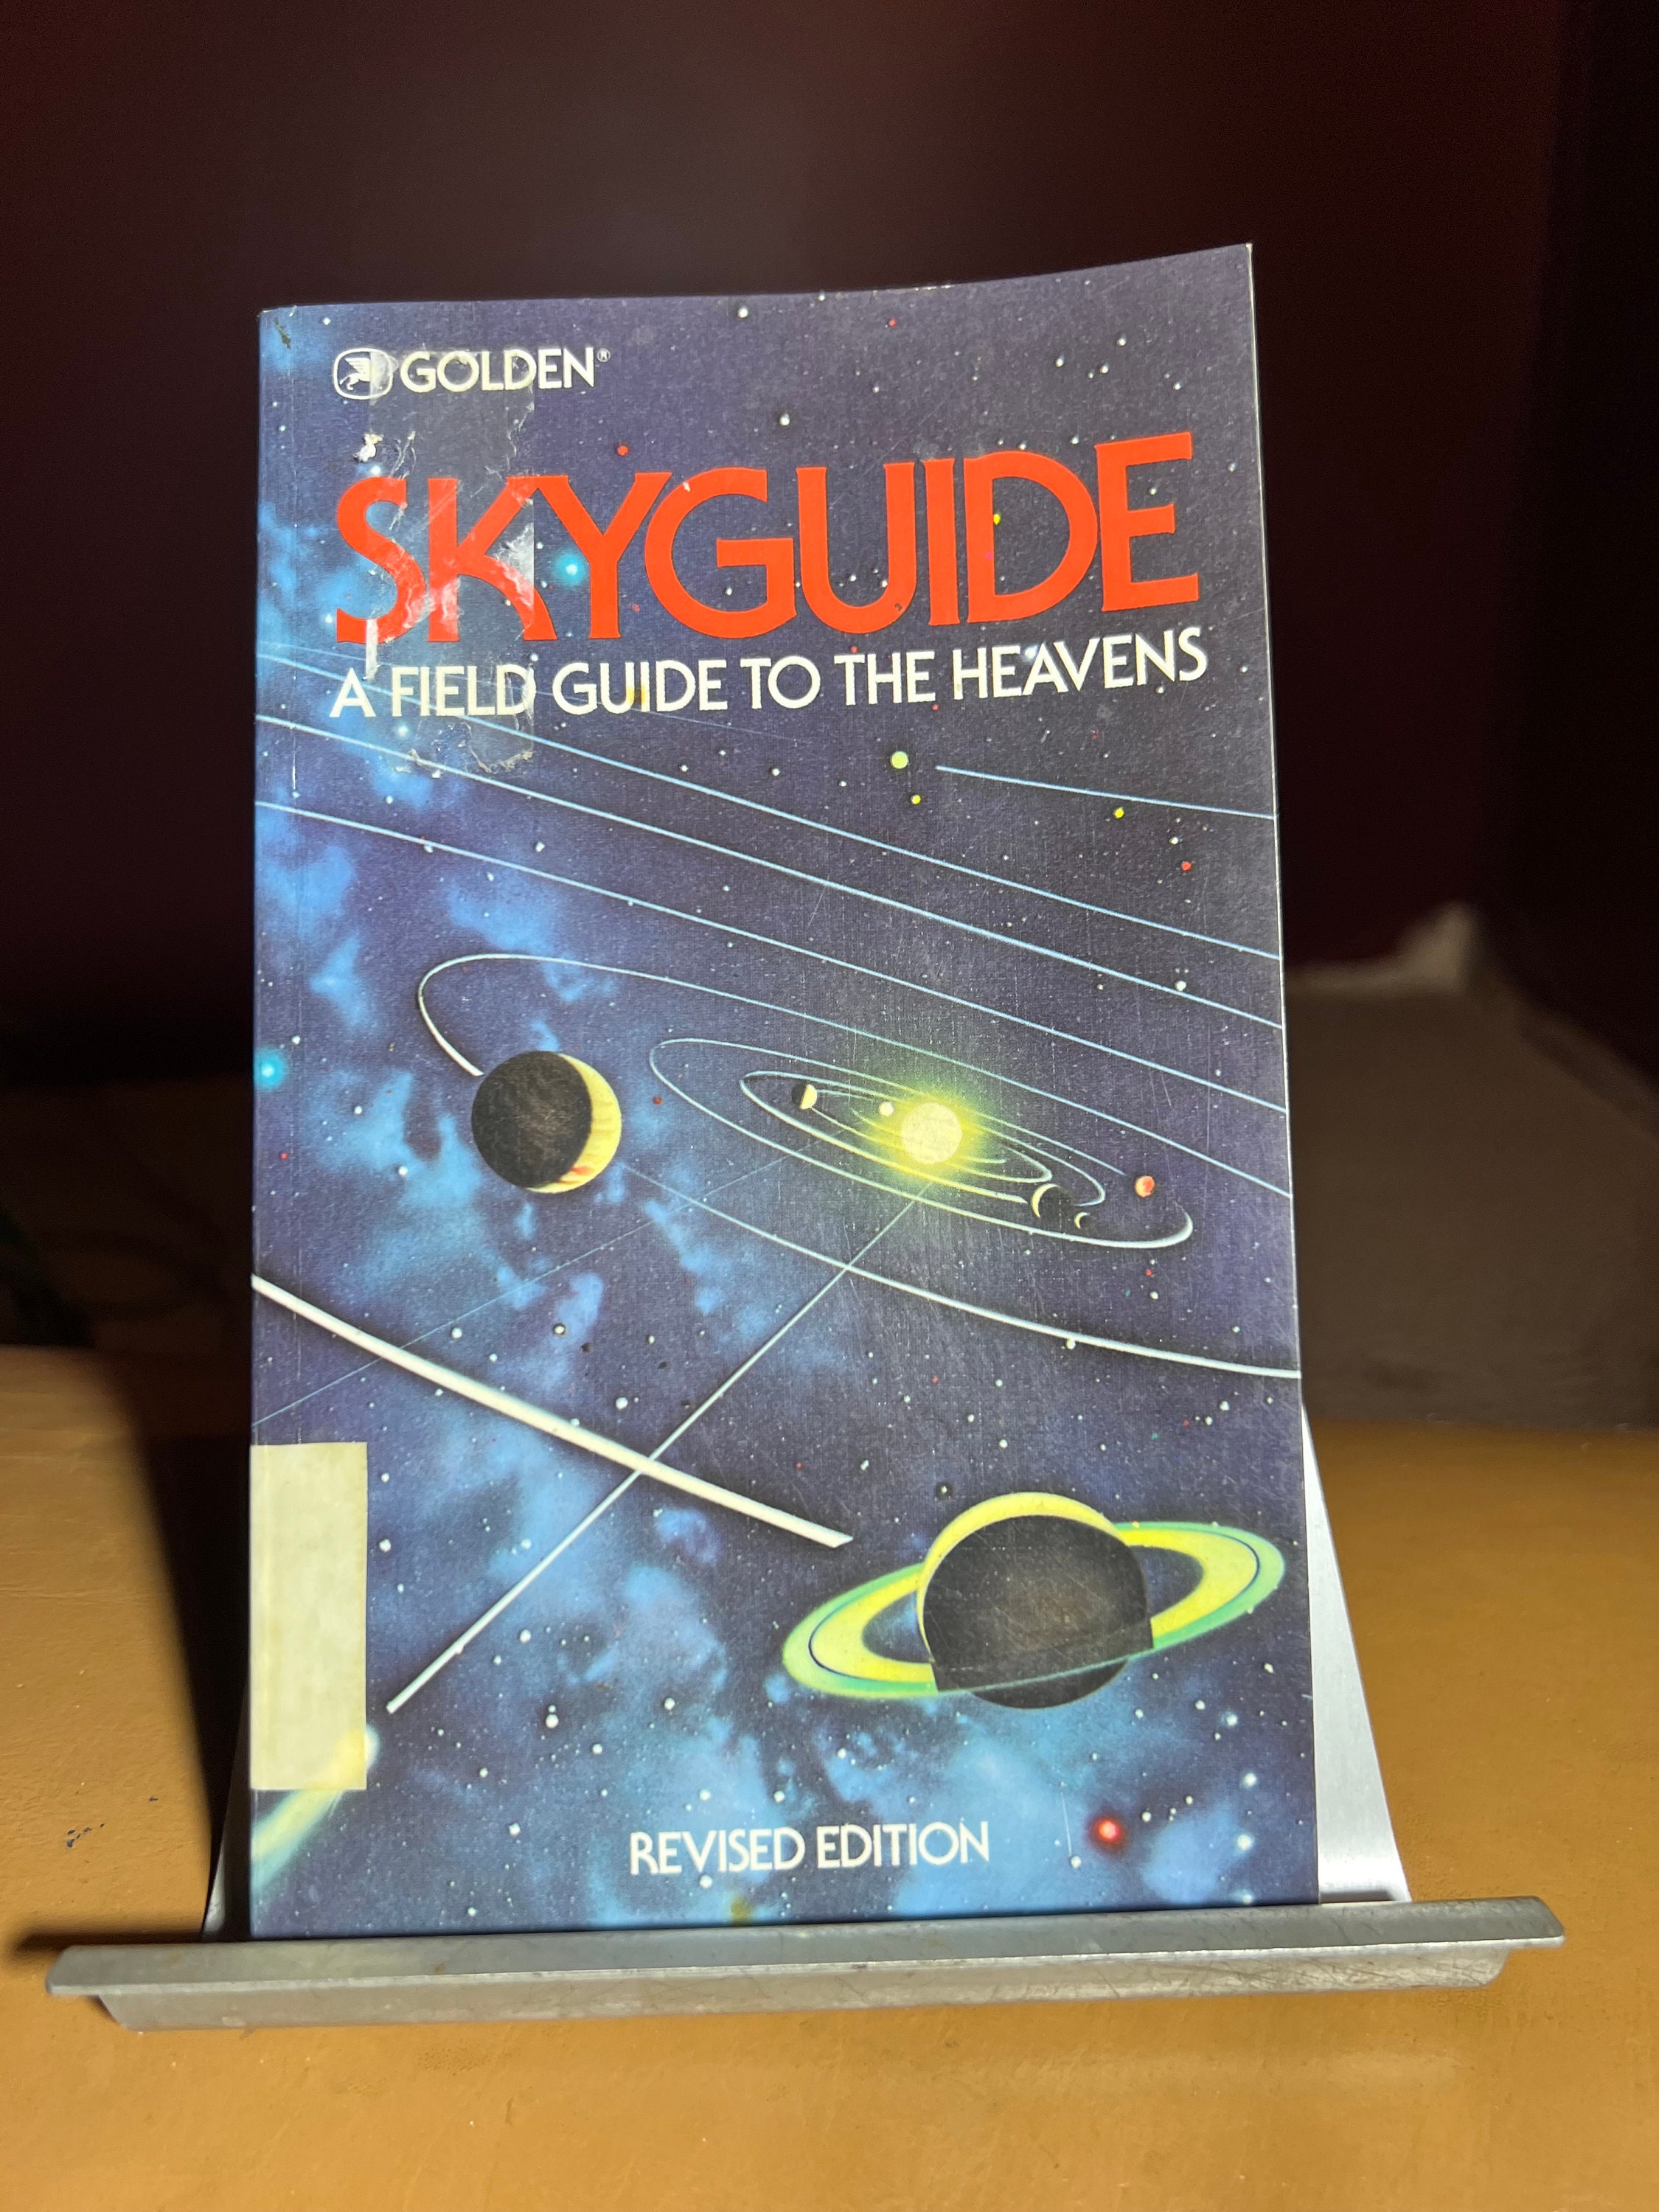 GOLDEN®
SKYGUIDE
A FIELD GUIDE TO THE HEAVENS
REVISED EDITION